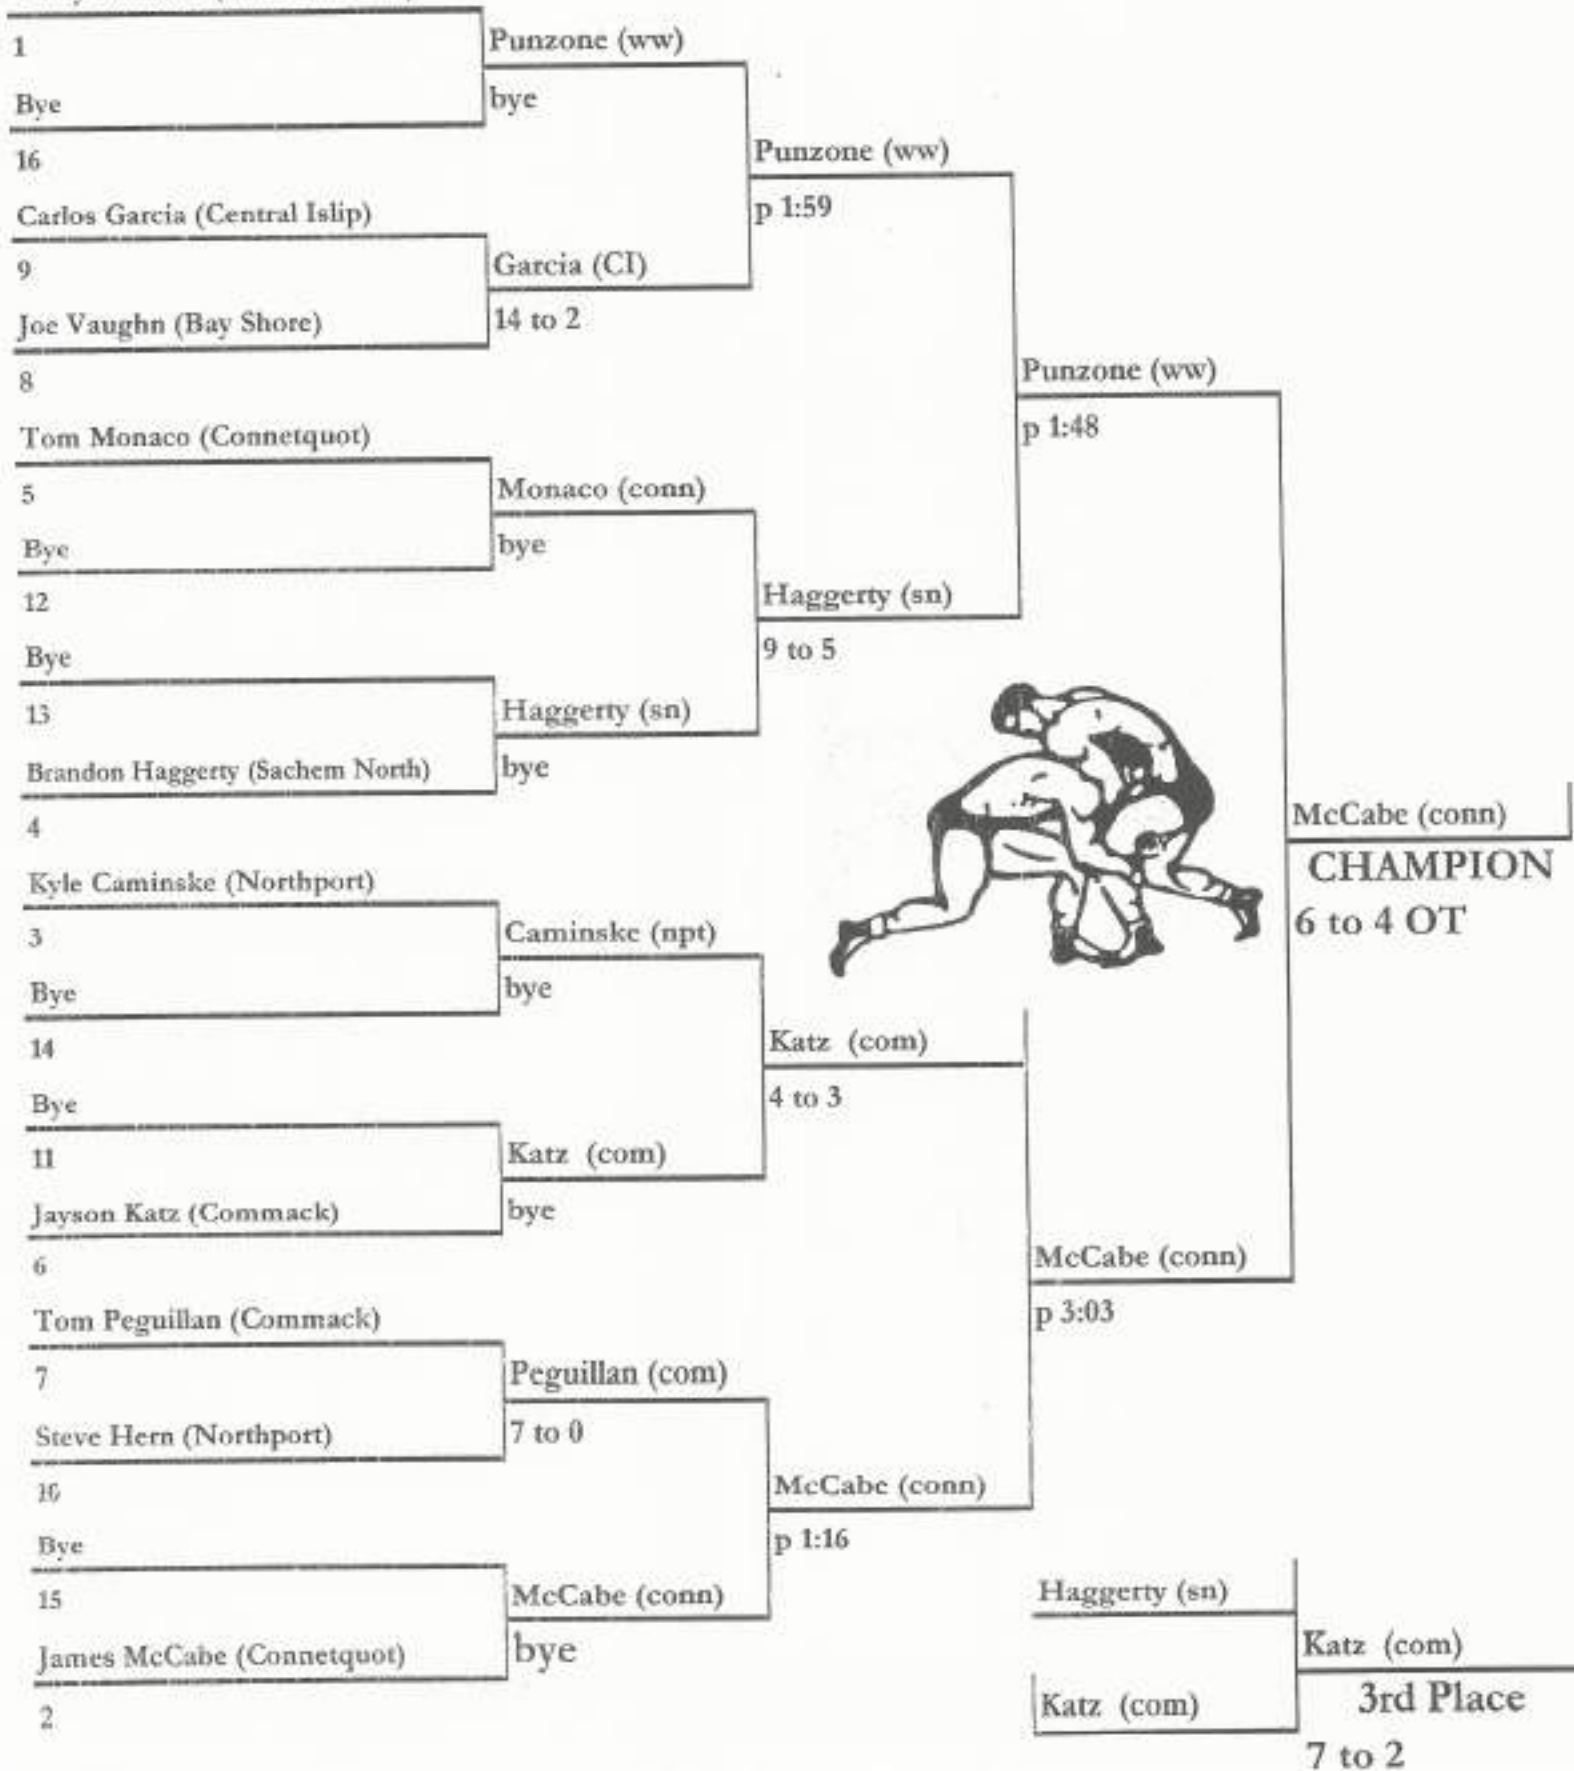 1
Punzone (ww)
Bye
bye
16
Punzone (ww)
Carlos Garcia (Central Islip)
p 1:59
9
Garcia (CI)
Joe Vaughn (Bay Shore)
14 to 2
8
Punzone (ww)
Tom Monaco (Connetquot)
p 1:48
5
Monaco (conn)
Bye
bye
12
Haggerty (sn)
Bye
9 to 5
13
Haggerty (sn)
Brandon Haggerty (Sachem North)
bye
4
McCabe (conn)
CHAMPION
6 to 4 OT
Kyle Caminske (Northport)
3
Caminske (npt)
Bye
bye
14
Katz (com)
Bye
4 to 3
11
Katz (com)
Jayson Katz (Commack)
bye
6
McCabe (conn)
Tom Peguillan (Commack)
p 3:03
7
Peguillan (com)
Steve Hern (Northport)
7 to 0
10
McCabe (conn)
Bye
p 1:16
15
McCabe (conn)
James McCabe (Connetquot)
bye
2
Haggerty (sn)
Katz (com)
Katz (com)
3rd Place
7 to 2